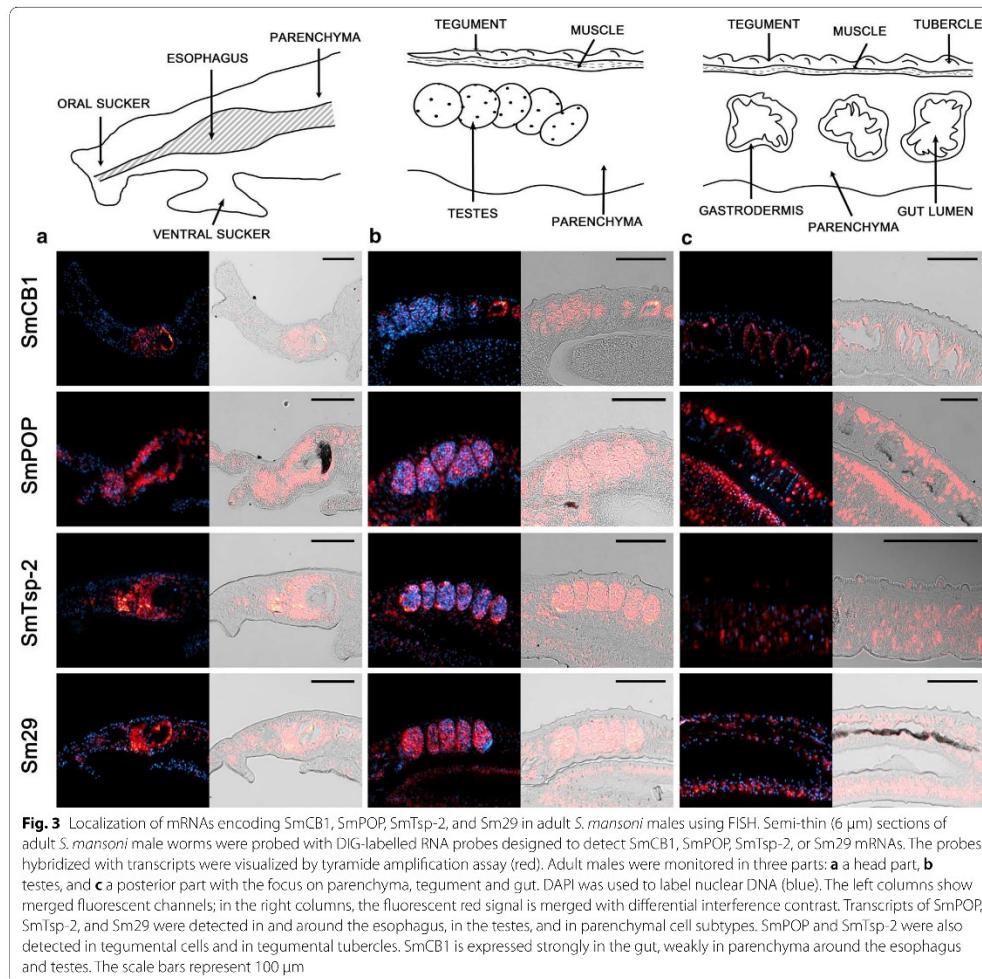 TEGUMENT
MUSCLE
TEGUMENT
MUSCLE
TUBERCLE
PARENCHYMA
ESOPHAGUS
ORAL SUCKER
VENTRAL SUCKER
TESTES
PARENCHYMA
GASTRODERMIS
PARENCHYMA
GUT LUMEN
a
b
c
SmCB1
SmPOP
SmTsp-2
Sm29
Fig. 3 Localization of mRNAs encoding SmCB1, SmPOP, SmTsp-2, and Sm29 in adult S. mansoni males using FISH. Semi-thin (6 μm) sections of
adult S. mansoni male worms were probed with DIG-labelled RNA probes designed to detect SmCB1, SmPOP, SmTsp-2, or Sm29 mRNAs. The probes
hybridized with transcripts were visualized by tyramide amplification assay (red). Adult males were monitored in three parts: a a head part, b
testes, and c a posterior part with the focus on parenchyma, tegument and gut. DAPI was used to label nuclear DNA (blue). The left columns show
merged fluorescent channels; in the right columns, the fluorescent red signal is merged with differential interference contrast. Transcripts of SmPOP,
SmTsp-2, and Sm29 were detected in and around the esophagus, in the testes, and in parenchymal cell subtypes. SmPOP and SmTsp-2 were also
detected in tegumental cells and in tegumental tubercles. SmCB1 is expressed strongly in the gut, weakly in parenchyma around the esophagus
and testes. The scale bars represent 100 μm